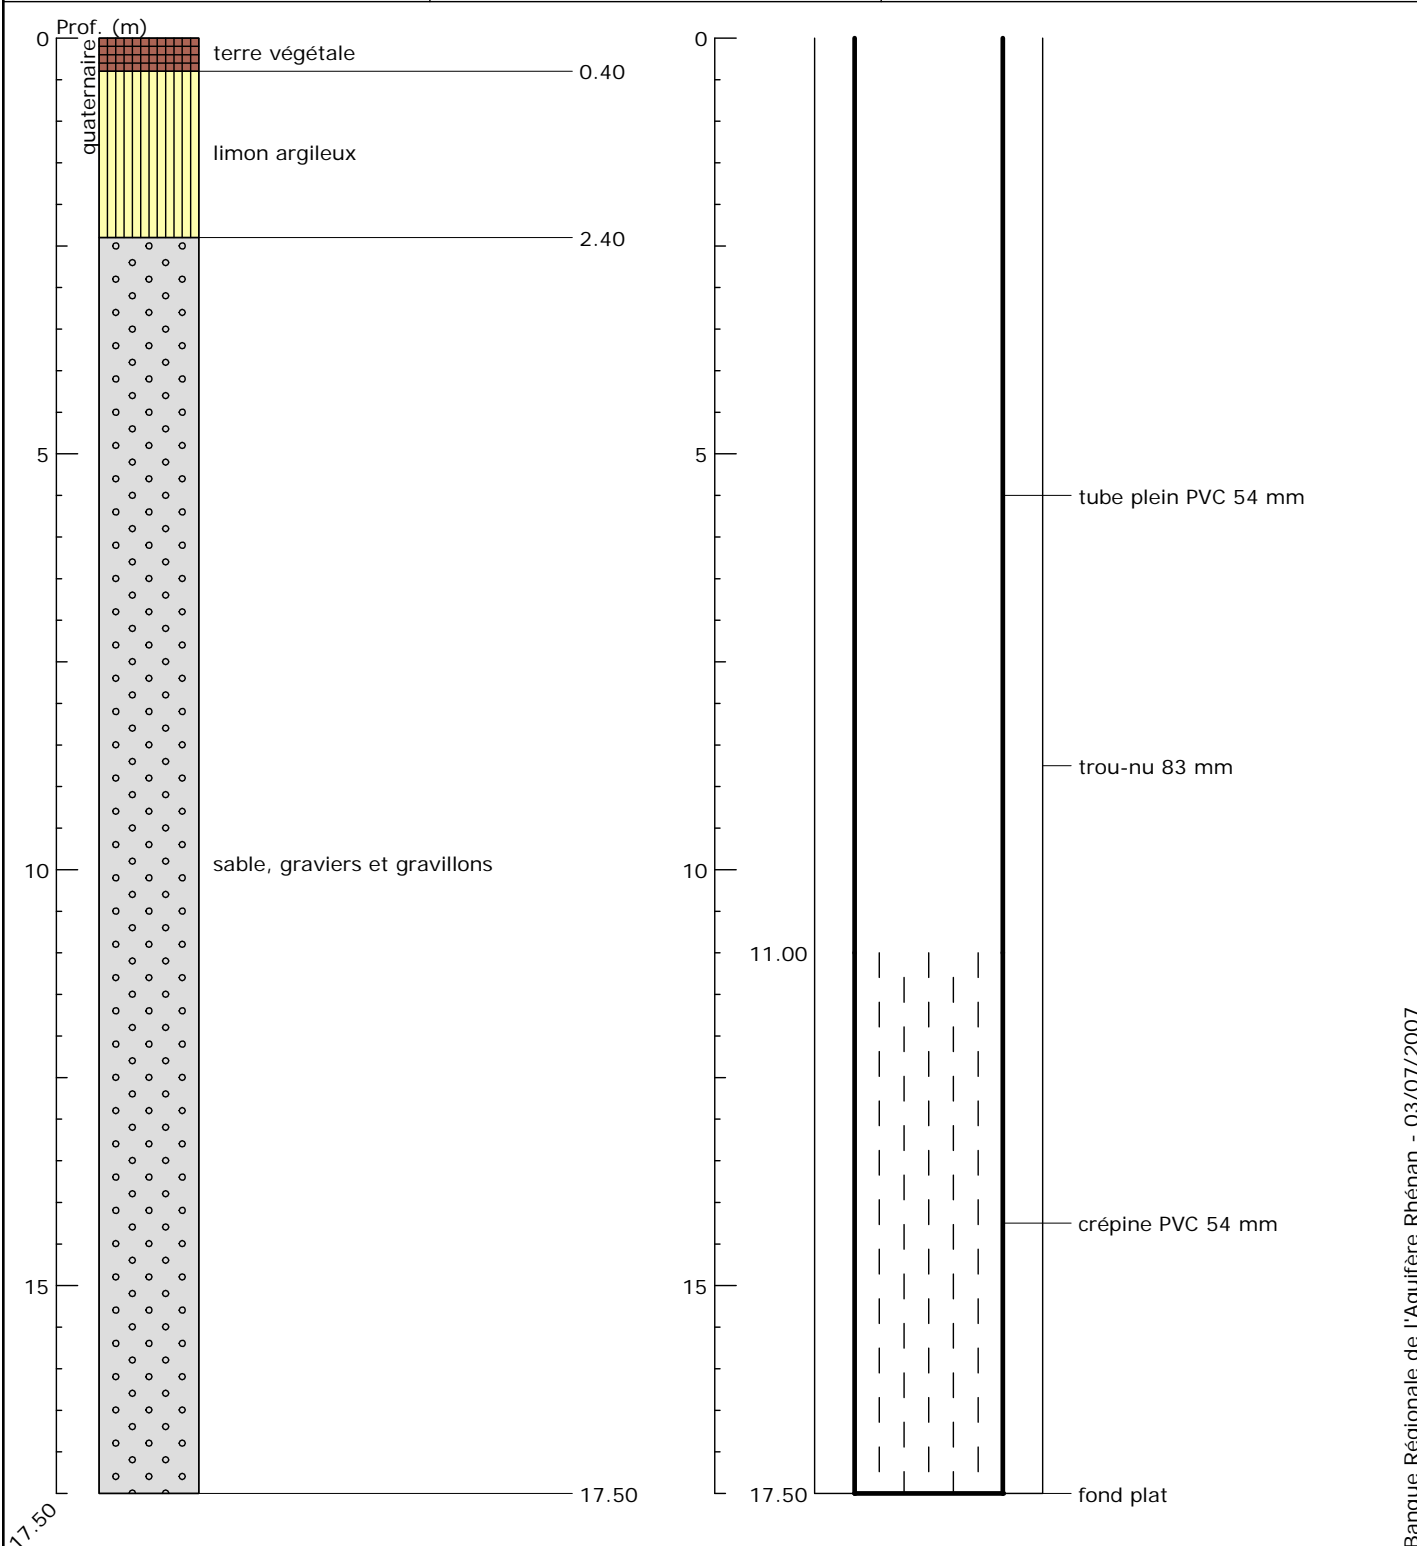 Prof. (m)
0
quaternaire
terre végétale
0.40
limon argileux
2.40
5
10
sable, graviers et gravillons
15
17.50
17.50
0
5
tube plein PVC 54 mm
trou-nu 83 mm
10
11.00
crépine PVC 54 mm
15
17.50
fond plat
Banque Régionale de l'Aquifère Rhénan - 03/07/2007